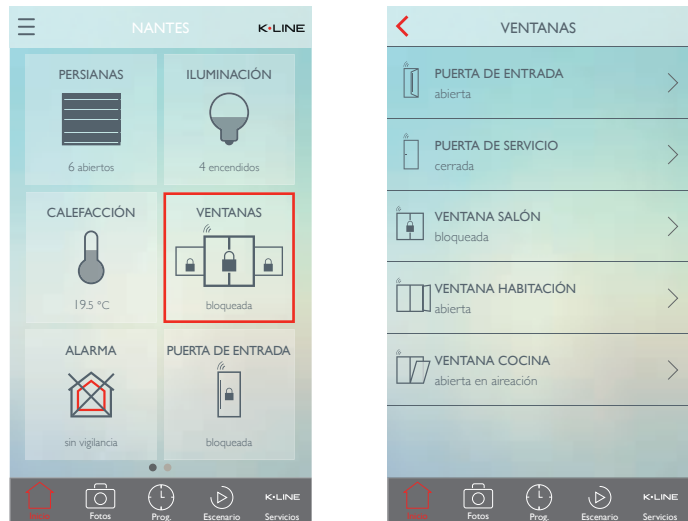 NANTES
K•LINE
PERSIANAS
6 abiertos
ILUMINACIÓN
4 encendidos
CALEFACCIÓN
19.5 °C
VENTANAS
bloqueada
ALARMA
sin vigilancia
PUERTA DE ENTRADA
bloqueada
Inicio
Fotos
Prog.
Escenario
K•LINE
Servicios
VENTANAS
PUERTA DE ENTRADA
abierta
PUERTA DE SERVICIO
cerrada
VENTANA SALÓN
bloqueada
VENTANA HABITACIÓN
abierta
VENTANA COCINA
abierta en aireación
Inicio
Fotos
Prog.
Escenario
K•LINE
Servicios